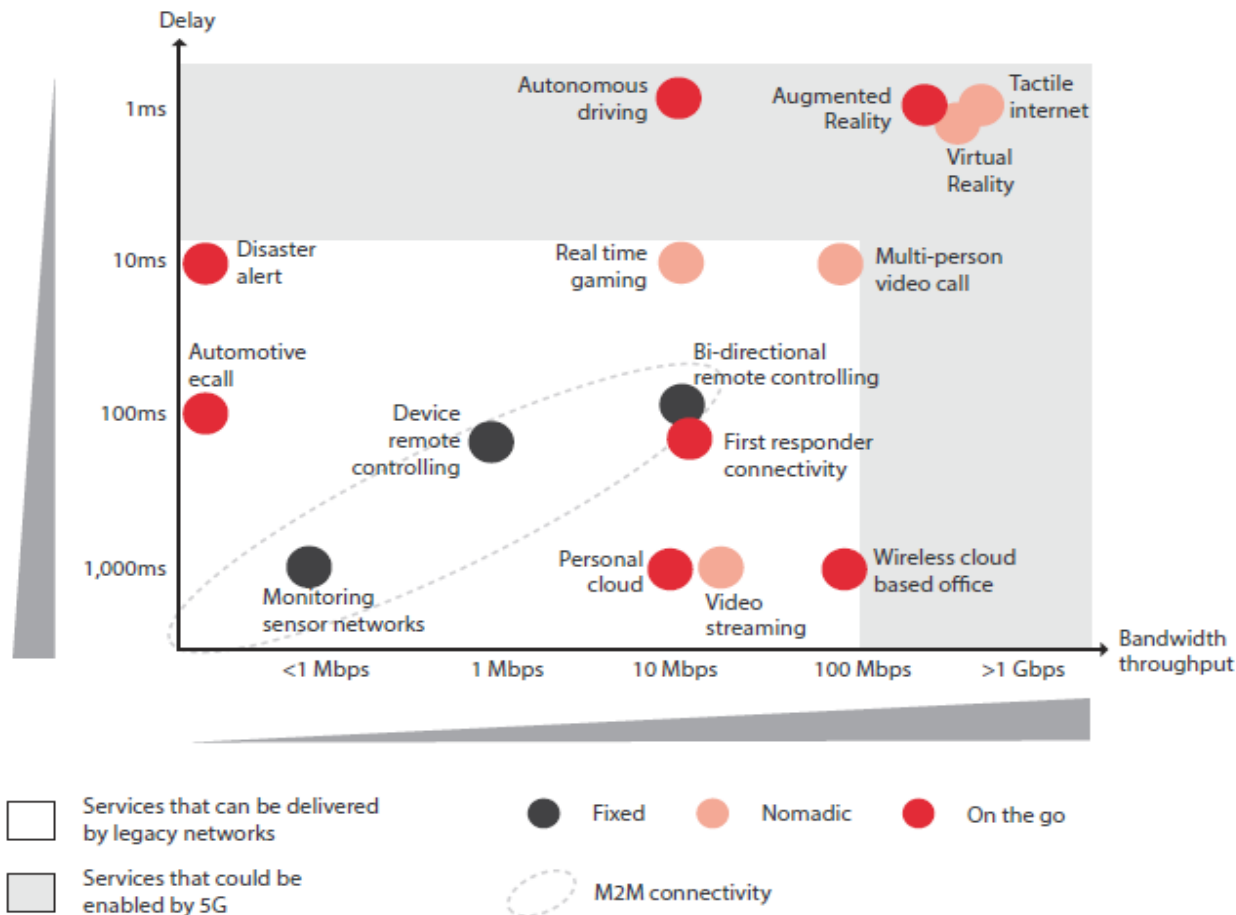 Delay
1ms
Autonomous
driving
Augmented
Reality
Tactile
internet
Virtual
Reality
10ms
Disaster
alert
Real time
gaming
Multi-person
video call
Automotive
ecall
Bi-directional
remote controlling
100ms
Device
remote
controlling
First responder
connectivity
1,000ms
Monitoring
sensor networks
Personal
cloud
Video
streaming
Wireless cloud
based office
<1 Mbps
1 Mbps
10 Mbps
100 Mbps
>1 Gbps
Bandwidth
throughput
Services that can be delivered
by legacy networks
Fixed
Nomadic
On the go
Services that could be
enabled by 5G
M2M connectivity